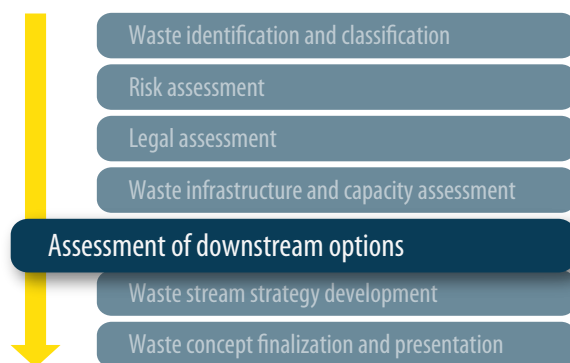 Waste identification and classification
Risk assessment
Legal assessment
Waste infrastructure and capacity assessment
Assessment of downstream options
Waste stream strategy development
Waste concept finalization and presentation